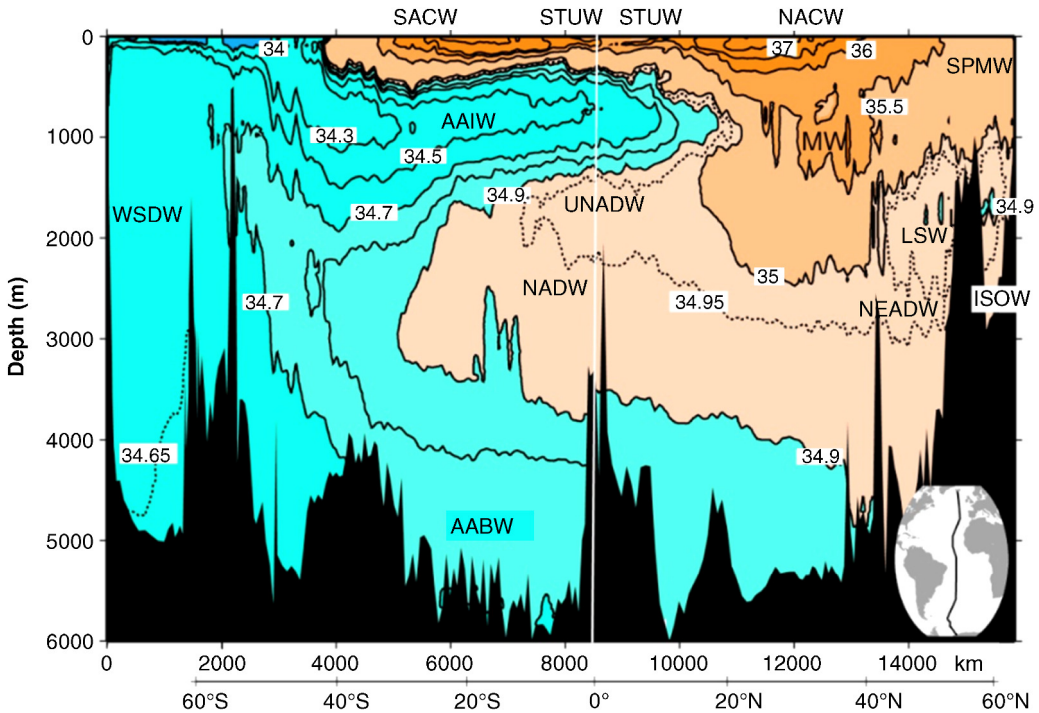 SACW STUW STUW NACW
0 34 37 36 SPMW
35.5
1000 34.3 AAIW MW
34.5
34.9 34.9
WSDW 34.7 UNADW
2000 LSW
35
34.7 NADW 34.95 NEADW ISOW
Depth (m)
3000
4000
34.65 34.9
AABW
5000
6000
0 2000 4000 6000 8000 10000 12000 14000 km
60°S 40°S 20°S 0° 20°N 40°N 60°N